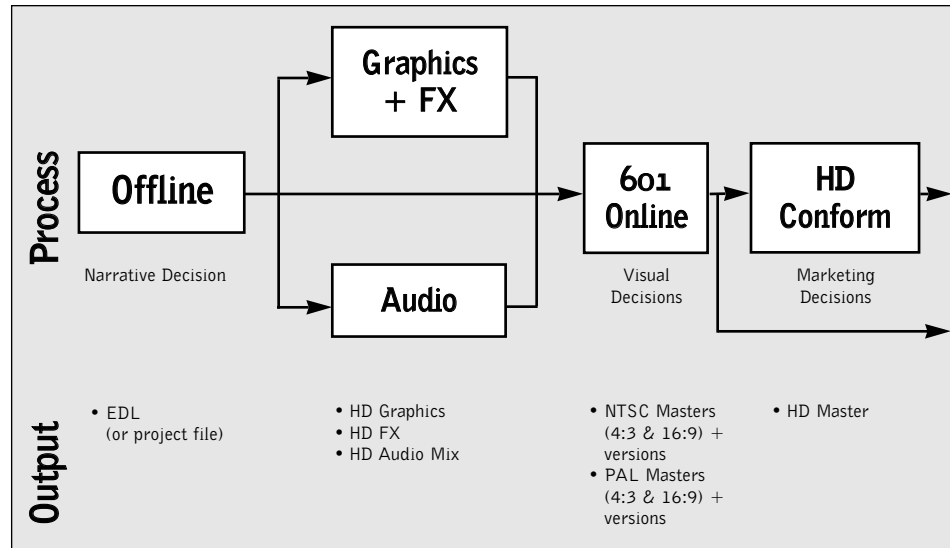 Process
Offline
Narrative Decision
Graphics
+ FX
Audio
601
Online
Visual
Decisions
HD
Conform
Marketing
Decisions
Output
• EDL
(or project file)
• HD Graphics
• HD FX
• HD Audio Mix
• NTSC Masters
(4:3 & 16:9) +
versions
• PAL Masters
(4:3 & 16:9) +
versions
• HD Master